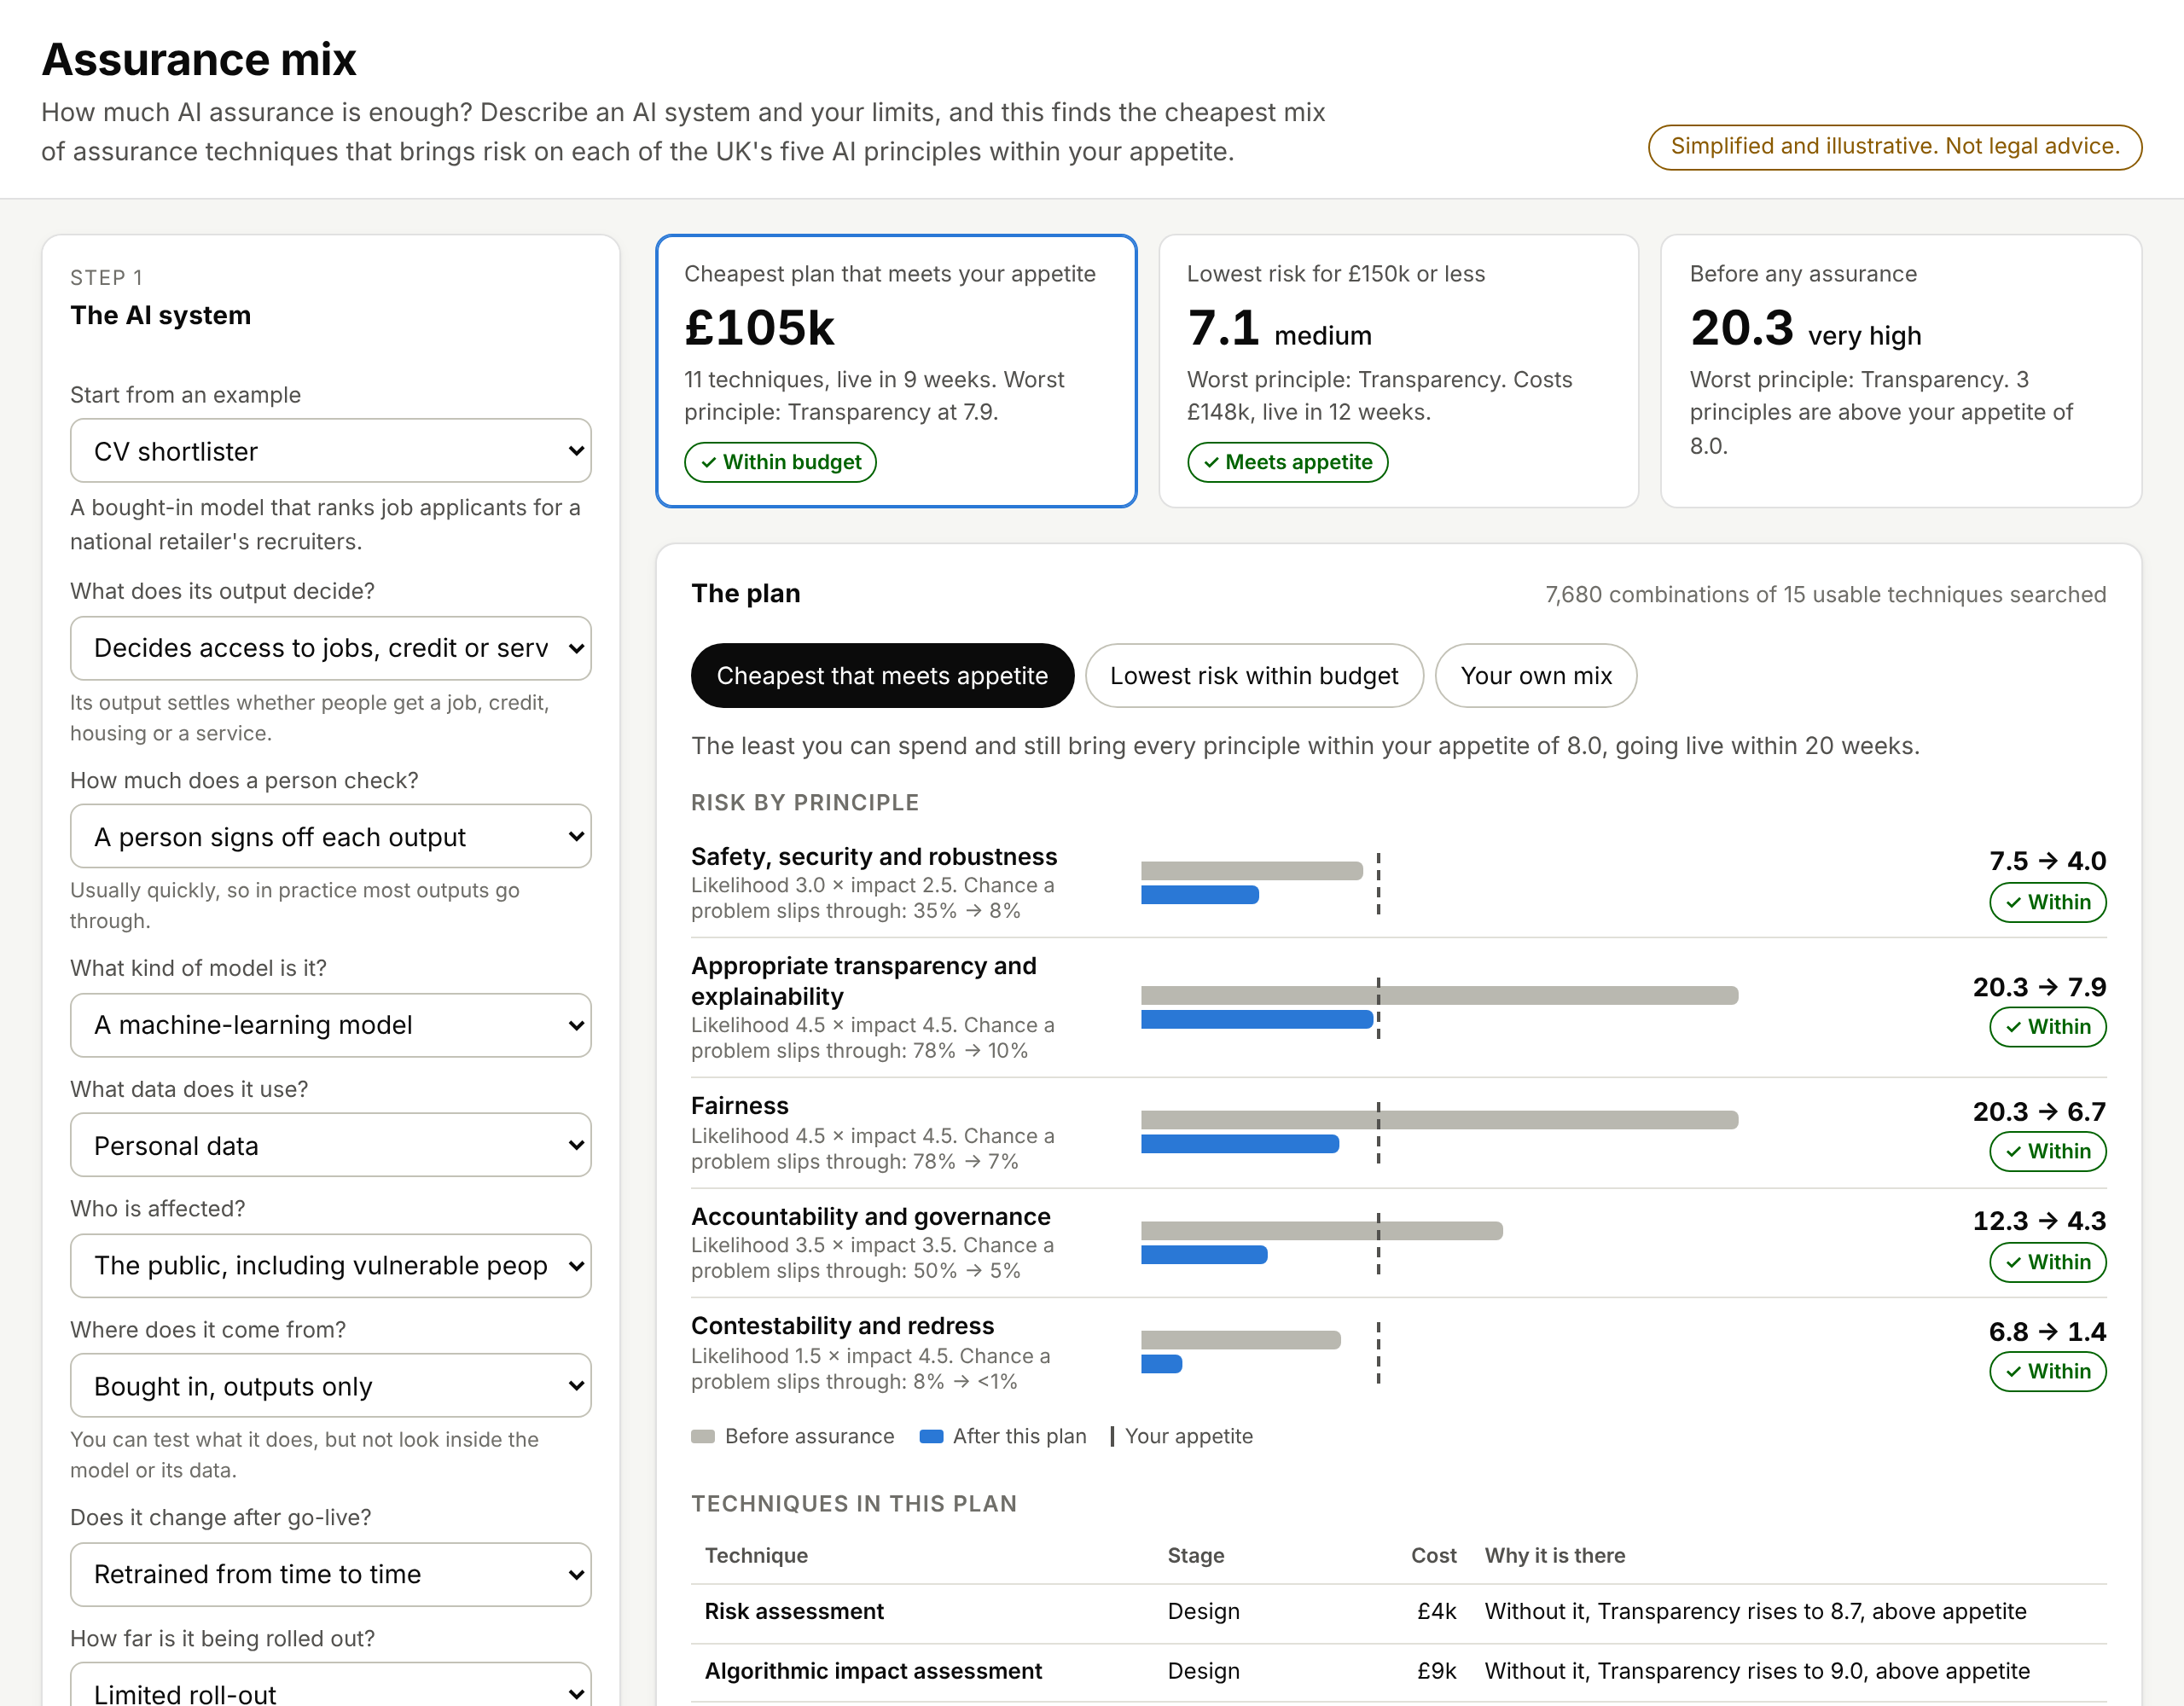 Assurance mix
How much AI assurance is enough? Describe an AI system and your limits, and this finds the cheapest mix
of assurance techniques that brings risk on each of the UK's five AI principles within your appetite.
Simplified and illustrative. Not legal advice.
STEP 1
The AI system
Start from an example
CV shortlister
A bought-in model that ranks job applicants for a
national retailer's recruiters.
What does its output decide?
Decides access to jobs, credit or serv
Its output settles whether people get a job, credit,
housing or a service.
How much does a person check?
A person signs off each output
Usually quickly, so in practice most outputs go
through.
What kind of model is it?
A machine-learning model
What data does it use?
Personal data
Who is affected?
The public, including vulnerable peop
Where does it come from?
Bought in, outputs only
You can test what it does, but not look inside the
model or its data.
Does it change after go-live?
Retrained from time to time
How far is it being rolled out?
Limited roll-out
Cheapest plan that meets your appetite
£105k
11 techniques, live in 9 weeks. Worst
principle: Transparency at 7.9.
✓ Within budget
Lowest risk for £150k or less
7.1 medium
Worst principle: Transparency. Costs
£148k, live in 12 weeks.
✓ Meets appetite
Before any assurance
20.3 very high
Worst principle: Transparency. 3
principles are above your appetite of
8.0.
The plan
7,680 combinations of 15 usable techniques searched
Cheapest that meets appetite
Lowest risk within budget
Your own mix
The least you can spend and still bring every principle within your appetite of 8.0, going live within 20 weeks.
RISK BY PRINCIPLE
Safety, security and robustness
Likelihood 3.0 × impact 2.5. Chance a
problem slips through: 35% → 8%
7.5 → 4.0
✓ Within
Appropriate transparency and
explainability
Likelihood 4.5 × impact 4.5. Chance a
problem slips through: 78% → 10%
20.3 → 7.9
✓ Within
Fairness
Likelihood 4.5 × impact 4.5. Chance a
problem slips through: 78% → 7%
20.3 → 6.7
✓ Within
Accountability and governance
Likelihood 3.5 × impact 3.5. Chance a
problem slips through: 50% → 5%
12.3 → 4.3
✓ Within
Contestability and redress
Likelihood 1.5 × impact 4.5. Chance a
problem slips through: 8% → <1%
6.8 → 1.4
✓ Within
Before assurance After this plan Your appetite
TECHNIQUES IN THIS PLAN
Technique Stage Cost Why it is there
Risk assessment Design £4k Without it, Transparency rises to 8.7, above appetite
Algorithmic impact assessment Design £9k Without it, Transparency rises to 9.0, above appetite